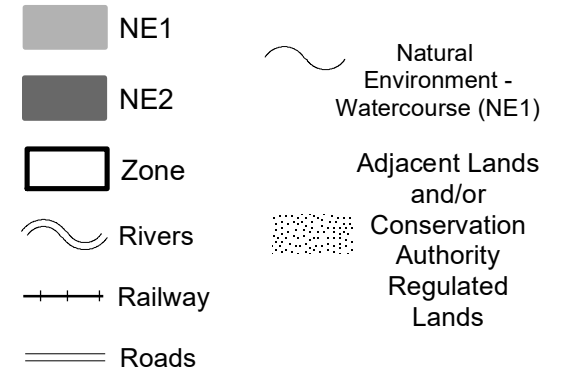 NE1
NE2
Zone
Rivers
Railway
Roads
Natural
Environment -
Watercourse (NE1)
Adjacent Lands
and/or
Conservation
Authority
Regulated
Lands